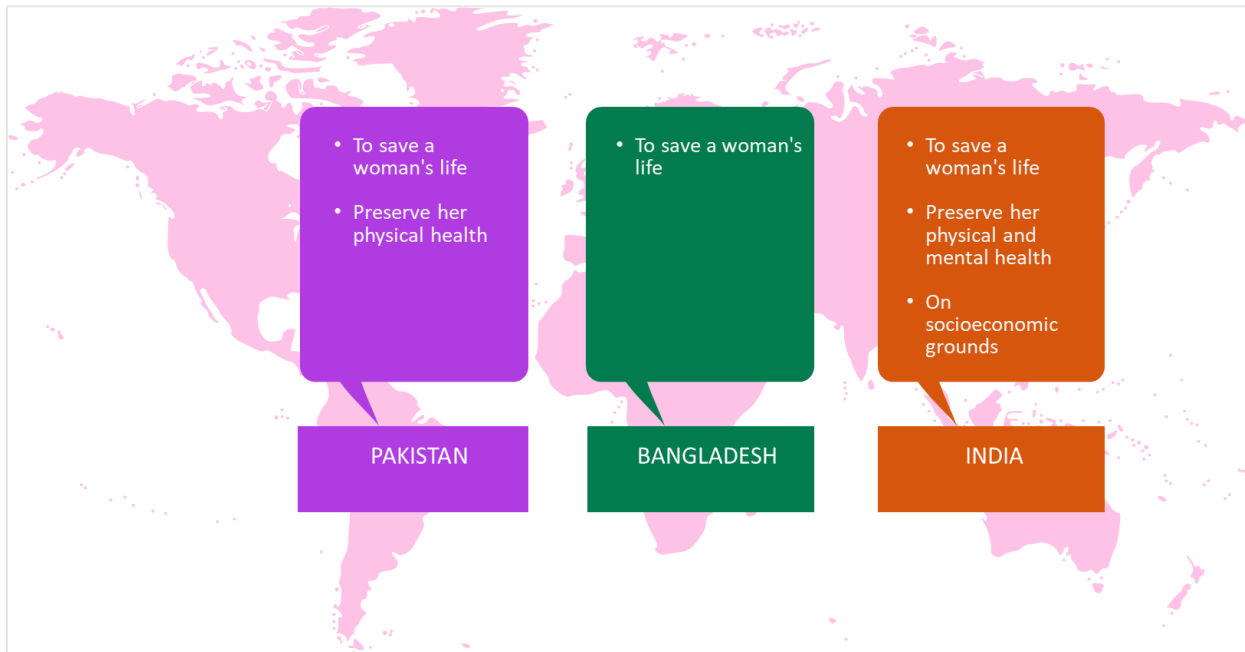 • To save a
woman's life
• Preserve her
physical health
PAKISTAN
• To save a woman's
life
BANGLADESH
• To save a
woman's life
• Preserve her
physical and
mental health
• On
socioeconomic
grounds
INDIA